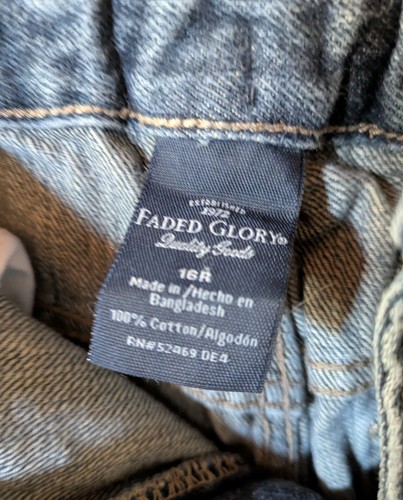 ESTABLISHED
1972
FADED GLORY®
Quality Goods
16R
Made in/Hecho en
Bangladesh
100% Cotton/Algodón
RN#52469 DE4